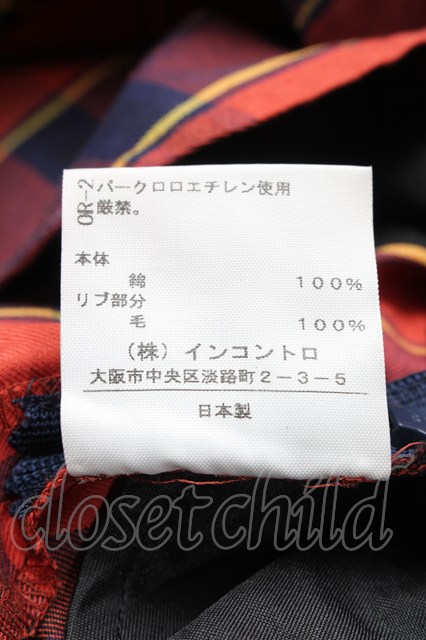 OR-2
パークロロエチレン使用
厳禁。
本体
綿 100%
リブ部分
毛 100%
(株)インコントロ
大阪市中央区淡路町2-3-5
日本製
closetchild